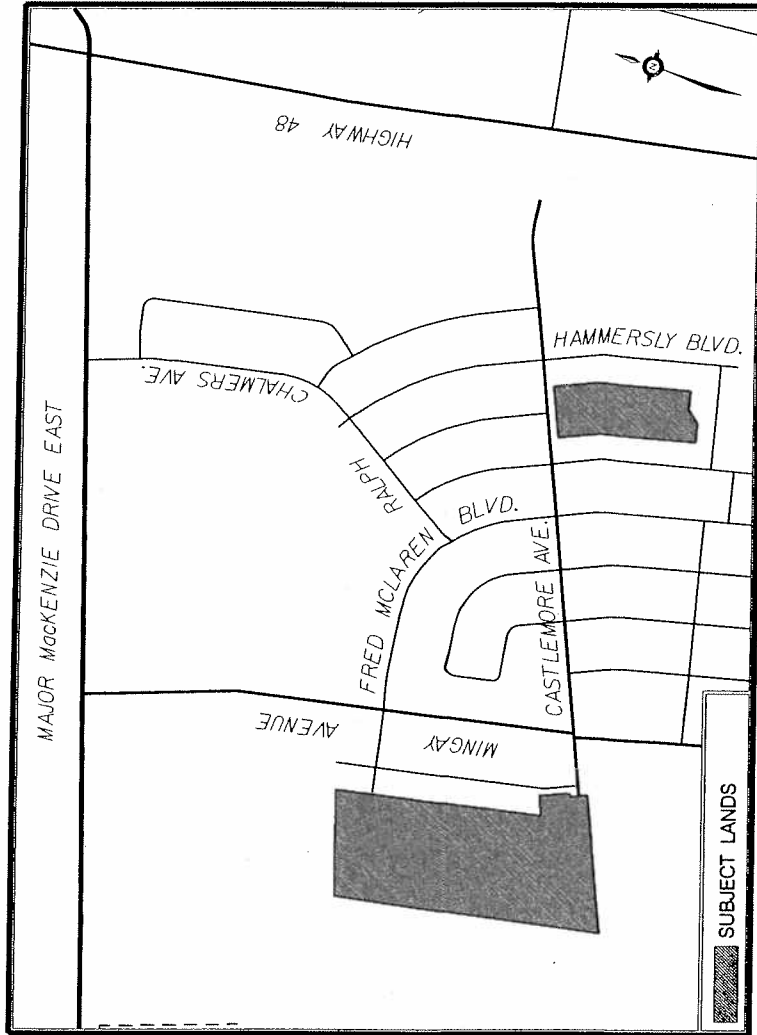 MAJOR MacKENZIE DRIVE EAST
HIGHWAY 48
CHALMERS AVE.
HAMMERSLY BLVD.
RALPH
FRED MCLAREN BLVD.
CASTLEMORE AVE.
MINGAY AVENUE
N
SUBJECT LANDS